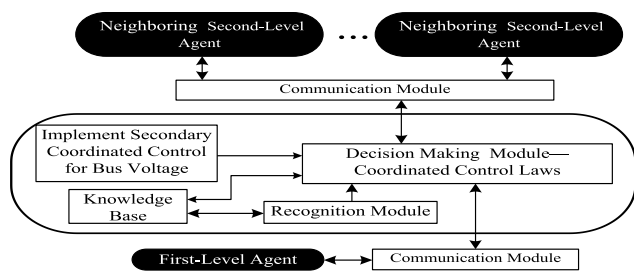 Neighboring Second-Level
Agent
...
Neighboring Second-Level
Agent
Communication Module
Implement Secondary
Coordinated Control
for Bus Voltage
Decision Making Module—
Coordinated Control Laws
Knowledge
Base
Recognition Module
First-Level Agent
Communication Module